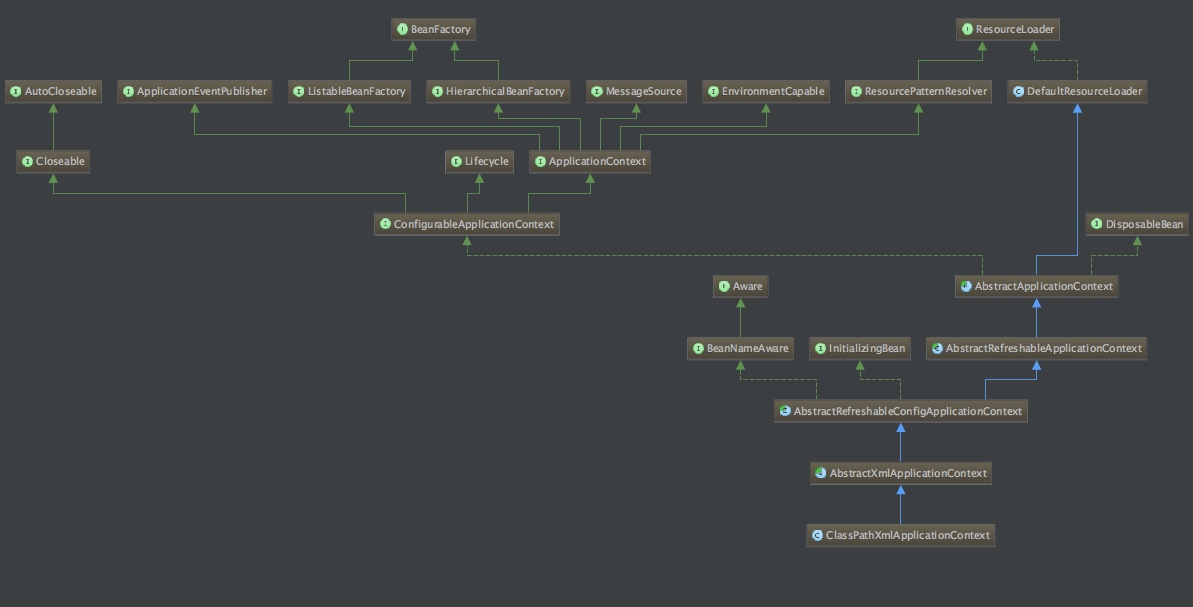 BeanFactory
ResourceLoader
AutoCloseable
ApplicationEventPublisher
ListableBeanFactory
HierarchicalBeanFactory
MessageSource
EnvironmentCapable
ResourcePatternResolver
DefaultResourceLoader
Closeable
Lifecycle
ApplicationContext
ConfigurableApplicationContext
DisposableBean
Aware
AbstractApplicationContext
BeanNameAware
InitializingBean
AbstractRefreshableApplicationContext
AbstractRefreshableConfigApplicationContext
AbstractXmlApplicationContext
ClassPathXmlApplicationContext